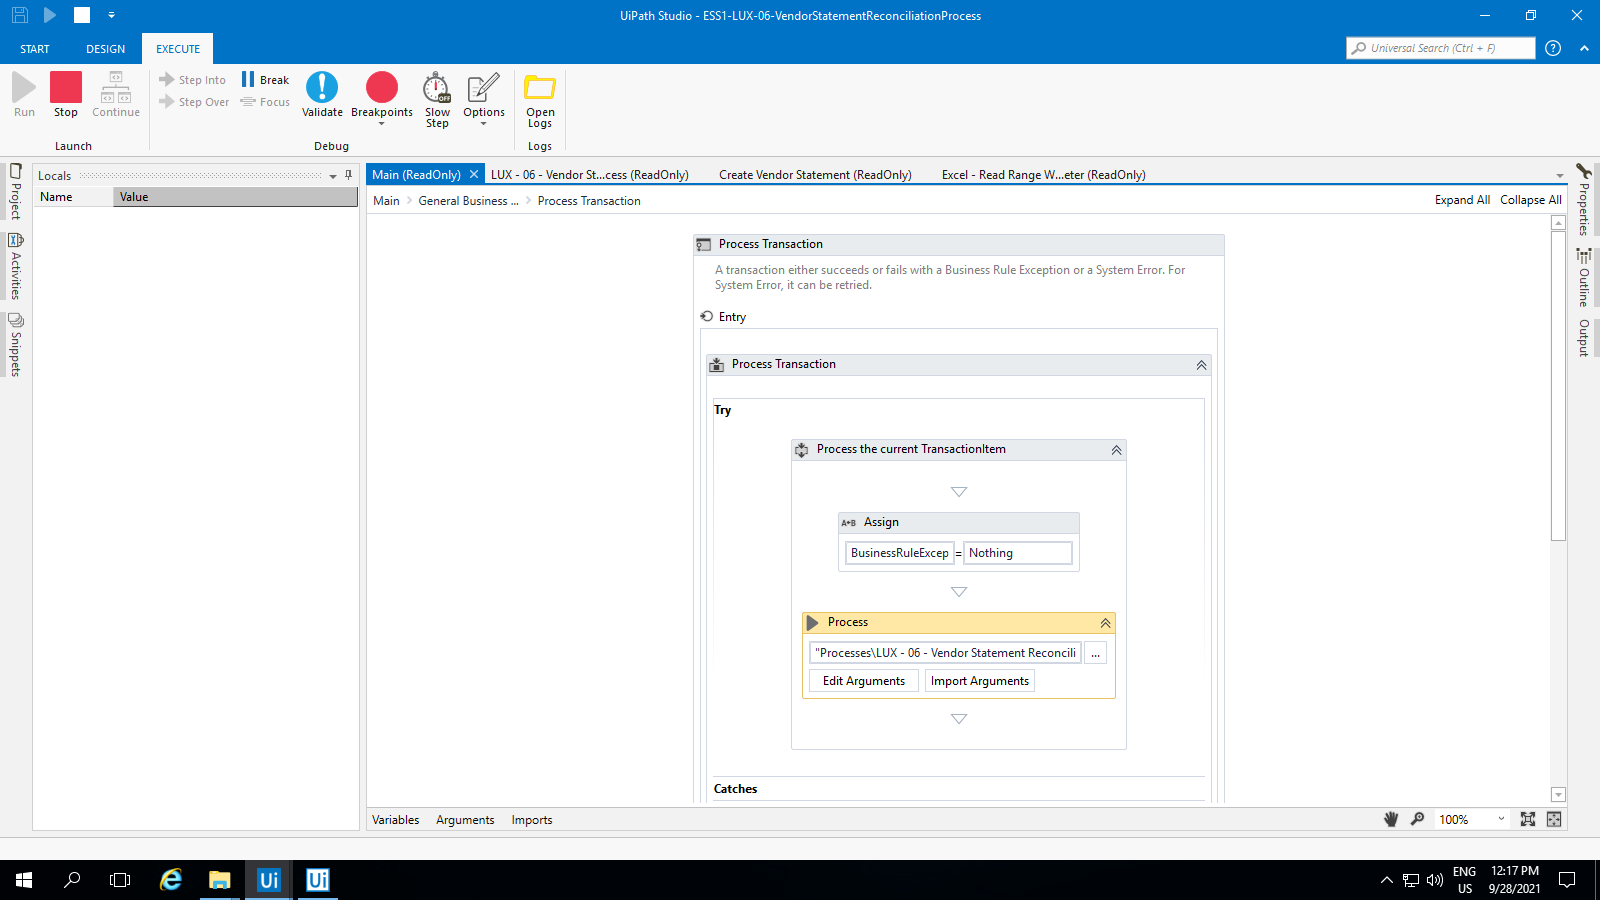 UiPath Studio - ESS1-LUX-06-VendorStatementReconciliationProcess
START
DESIGN
EXECUTE
Universal Search (Ctrl + F)
?
Run
Stop
Continue
Launch
Step Into
Step Over
Break
Focus
Validate
Breakpoints
Slow
Step
OFF
Options
Debug
Open
Logs
Logs
Project
Activities
Snippets
Locals
Name
Value
Main (ReadOnly)
LUX - 06 - Vendor St...cess (ReadOnly)
Create Vendor Statement (ReadOnly)
Excel - Read Range W...eter (ReadOnly)
Main > General Business ... > Process Transaction
Expand All
Collapse All
Properties
Outline
Output
Process Transaction
A transaction either succeeds or fails with a Business Rule Exception or a System Error. For
System Error, it can be retried.
Entry
Process Transaction
Try
Process the current TransactionItem
A+B Assign
BusinessRuleExcep = Nothing
Process
"Processes\LUX - 06 - Vendor Statement Reconcili ...
Edit Arguments
Import Arguments
Catches
Variables
Arguments
Imports
100%
Ui
Ui
ENG
US
12:17 PM
9/28/2021